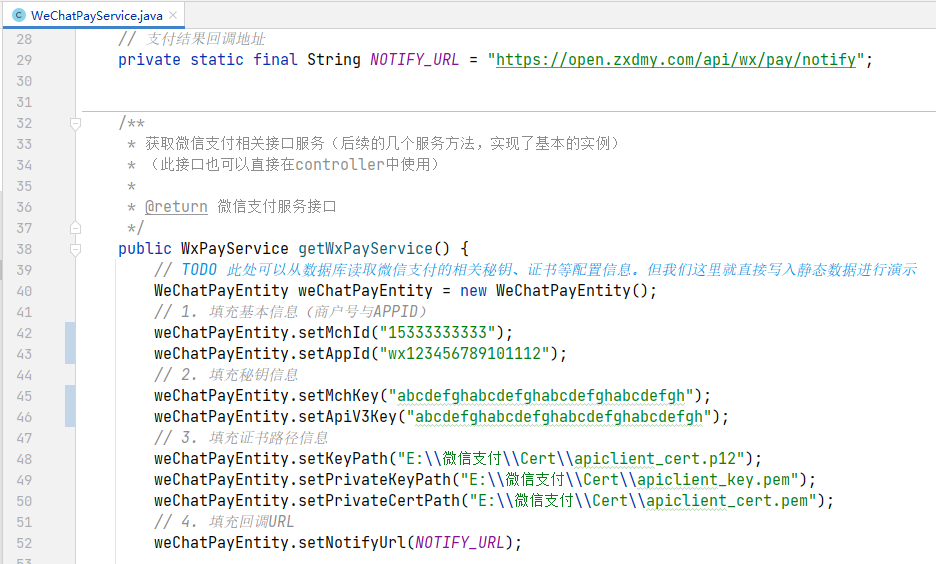 WeChatPayService.java
28 // 支付结果回调地址
29 private static final String NOTIFY_URL = "https://open.zxdmy.com/api/wx/pay/notify";
30
31
32 /**
33 * 获取微信支付相关接口服务（后续的几个服务方法，实现了基本的实例）
34 * （此接口也可以直接在controller中使用）
35 *
36 * @return 微信支付服务接口
37 */
38 public WxPayService getWxPayService() {
39 // TODO 此处可以从数据库读取微信支付的相关秘钥、证书等配置信息。但我们这里就直接写入静态数据进行演示
40 WeChatPayEntity weChatPayEntity = new WeChatPayEntity();
41 // 1. 填充基本信息（商户号与APPID）
42 weChatPayEntity.setMchId("15333333333");
43 weChatPayEntity.setAppId("wx123456789101112");
44 // 2. 填充秘钥信息
45 weChatPayEntity.setMchKey("abcdefghabcdefghabcdefghabcdefgh");
46 weChatPayEntity.setApiV3Key("abcdefghabcdefghabcdefghabcdefgh");
47 // 3. 填充证书路径信息
48 weChatPayEntity.setKeyPath("E:\\微信支付\\Cert\\apiclient_cert.p12");
49 weChatPayEntity.setPrivateKeyPath("E:\\微信支付\\Cert\\apiclient_key.pem");
50 weChatPayEntity.setPrivateCertPath("E:\\微信支付\\Cert\\apiclient_cert.pem");
51 // 4. 填充回调URL
52 weChatPayEntity.setNotifyUrl(NOTIFY_URL);
53